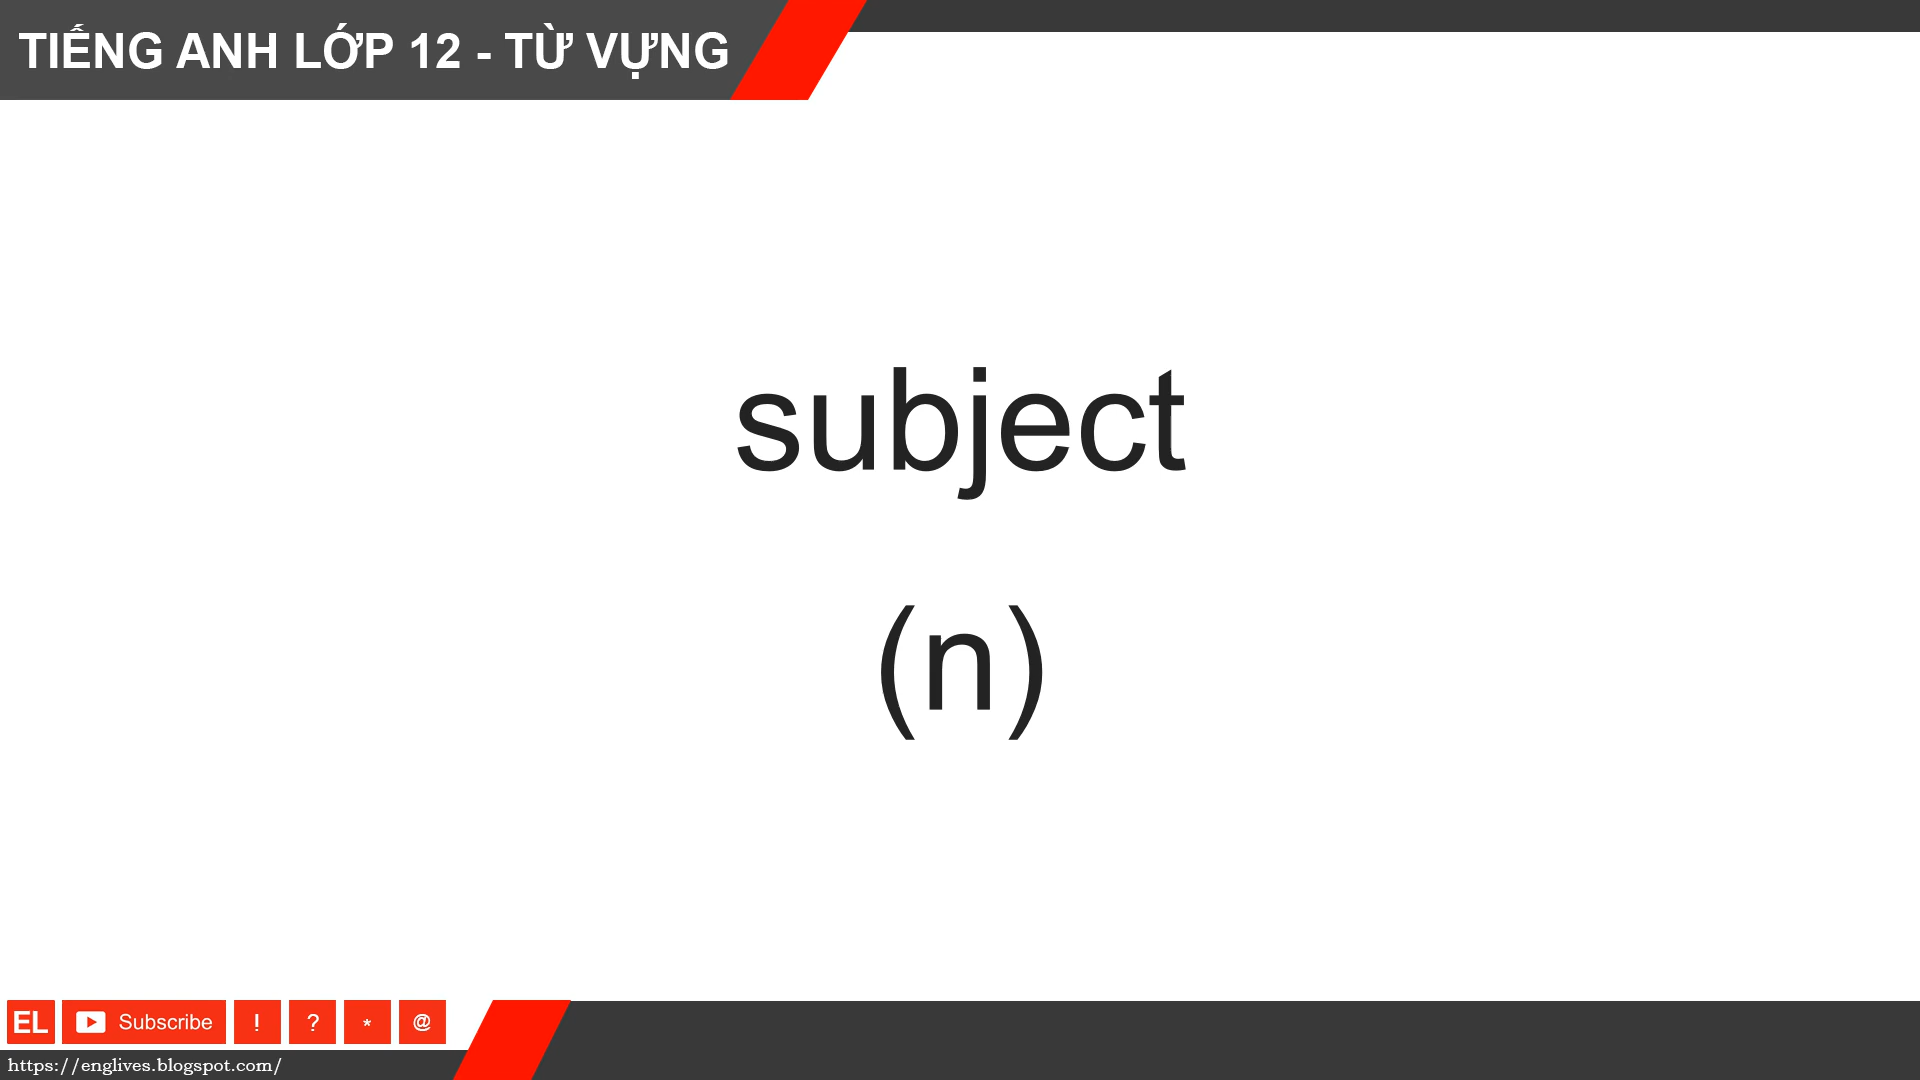 TIẾNG ANH LỚP 12 - TỪ VỰNG
subject
(n)
EL Subscribe ! ? * @
https://englives.blogspot.com/